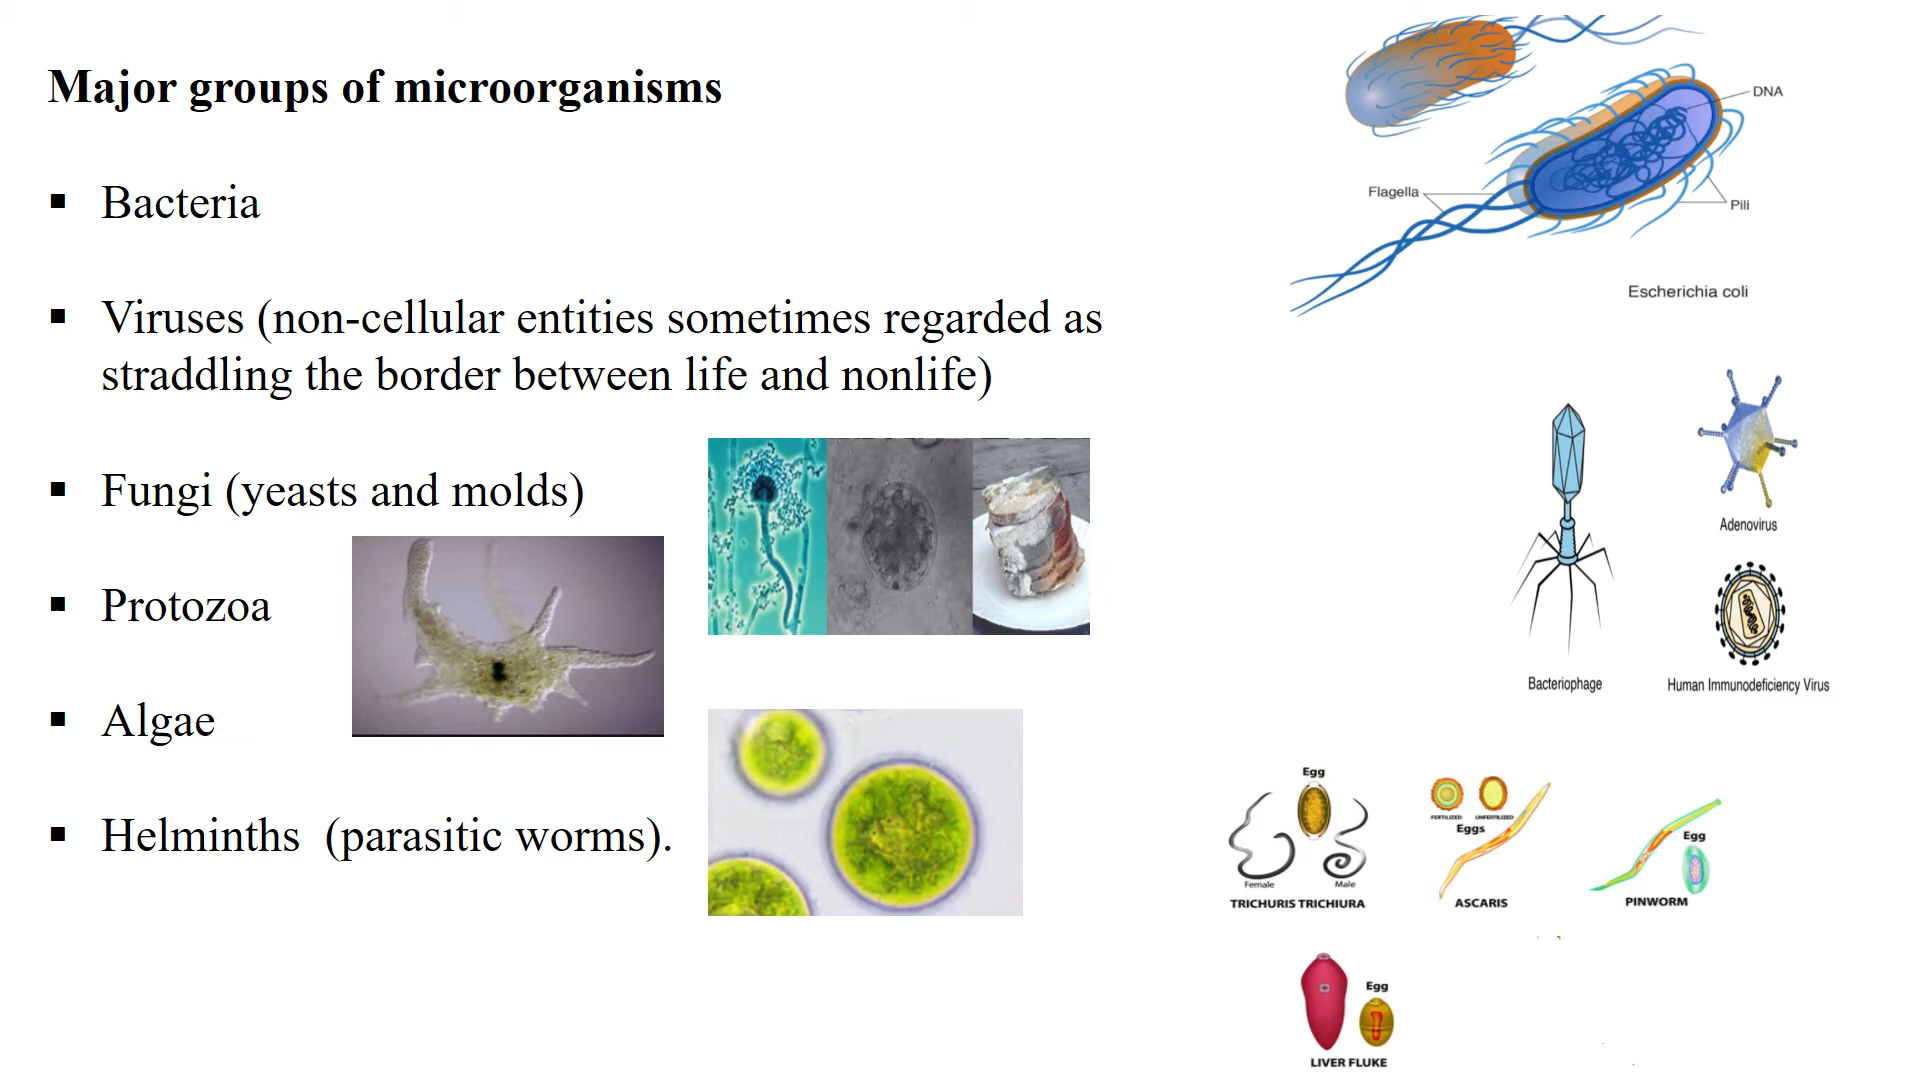 Major groups of microorganisms
▪ Bacteria
▪ Viruses (non-cellular entities sometimes regarded as
straddling the border between life and nonlife)
▪ Fungi (yeasts and molds)
▪ Protozoa
▪ Algae
▪ Helminths (parasitic worms).
DNA
Flagella
Pili
Escherichia coli
Adenovirus
Bacteriophage
Human Immunodeficiency Virus
Egg
Female
Male
TRICHURIS TRICHIURA
FERTILIZED
UNFERTILIZED
Eggs
ASCARIS
Egg
PINWORM
Egg
LIVER FLUKE